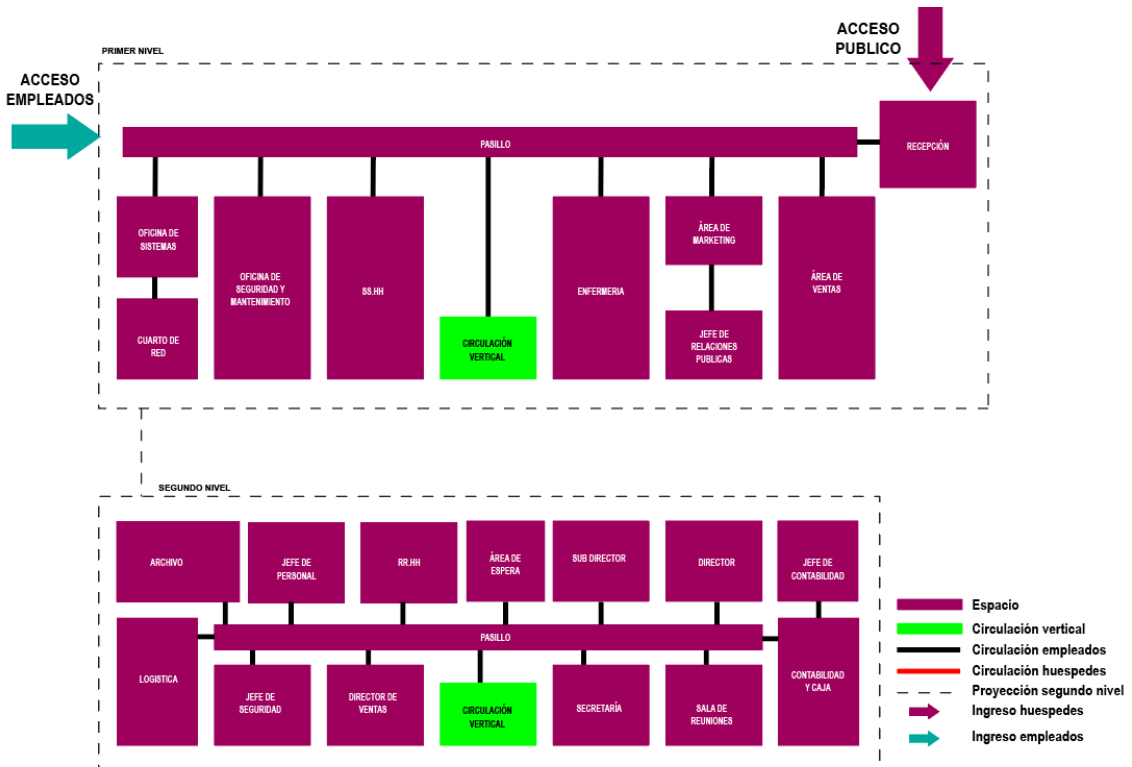 ACCESO
PUBLICO
PRIMER NIVEL
ACCESO
EMPLEADOS
PASILLO
RECEPCIÓN
OFICINA DE
SISTEMAS
OFICINA DE
SEGURIDAD Y
MANTENIMIENTO
SS.HH
ENFERMERIA
ÁREA DE
MARKETING
ÁREA DE
VENTAS
CUARTO DE
RED
CIRCULACIÓN
VERTICAL
JEFE DE
RELACIONES
PUBLICAS
SEGUNDO NIVEL
ARCHIVO
JEFE DE
PERSONAL
RR.HH
ÁREA DE
ESPERA
SUB DIRECTOR
DIRECTOR
JEFE DE
CONTABILIDAD
PASILLO
LOGISTICA
JEFE DE
SEGURIDAD
DIRECTOR DE
VENTAS
CIRCULACIÓN
VERTICAL
SECRETARÍA
SALA DE
REUNIONES
CONTABILIDAD
Y CAJA
Espacio
Circulación vertical
Circulación empleados
Circulación huespedes
Proyección segundo nivel
Ingreso huespedes
Ingreso empleados